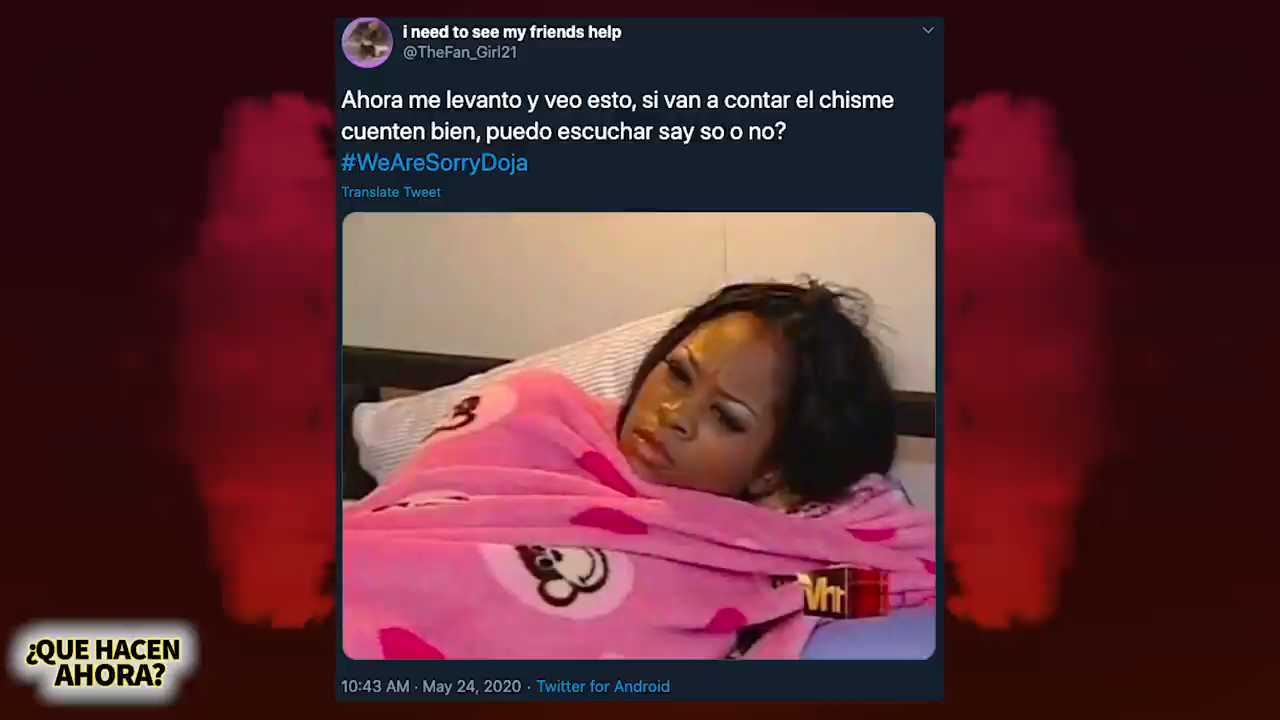 i need to see my friends help
@TheFan_Girl21
Ahora me levanto y veo esto, si van a contar el chisme
cuenten bien, puedo escuchar say so o no?
#WeAreSorryDoja
Translate Tweet
Vh1
10:43 AM · May 24, 2020 · Twitter for Android
¿QUE HACEN
AHORA?